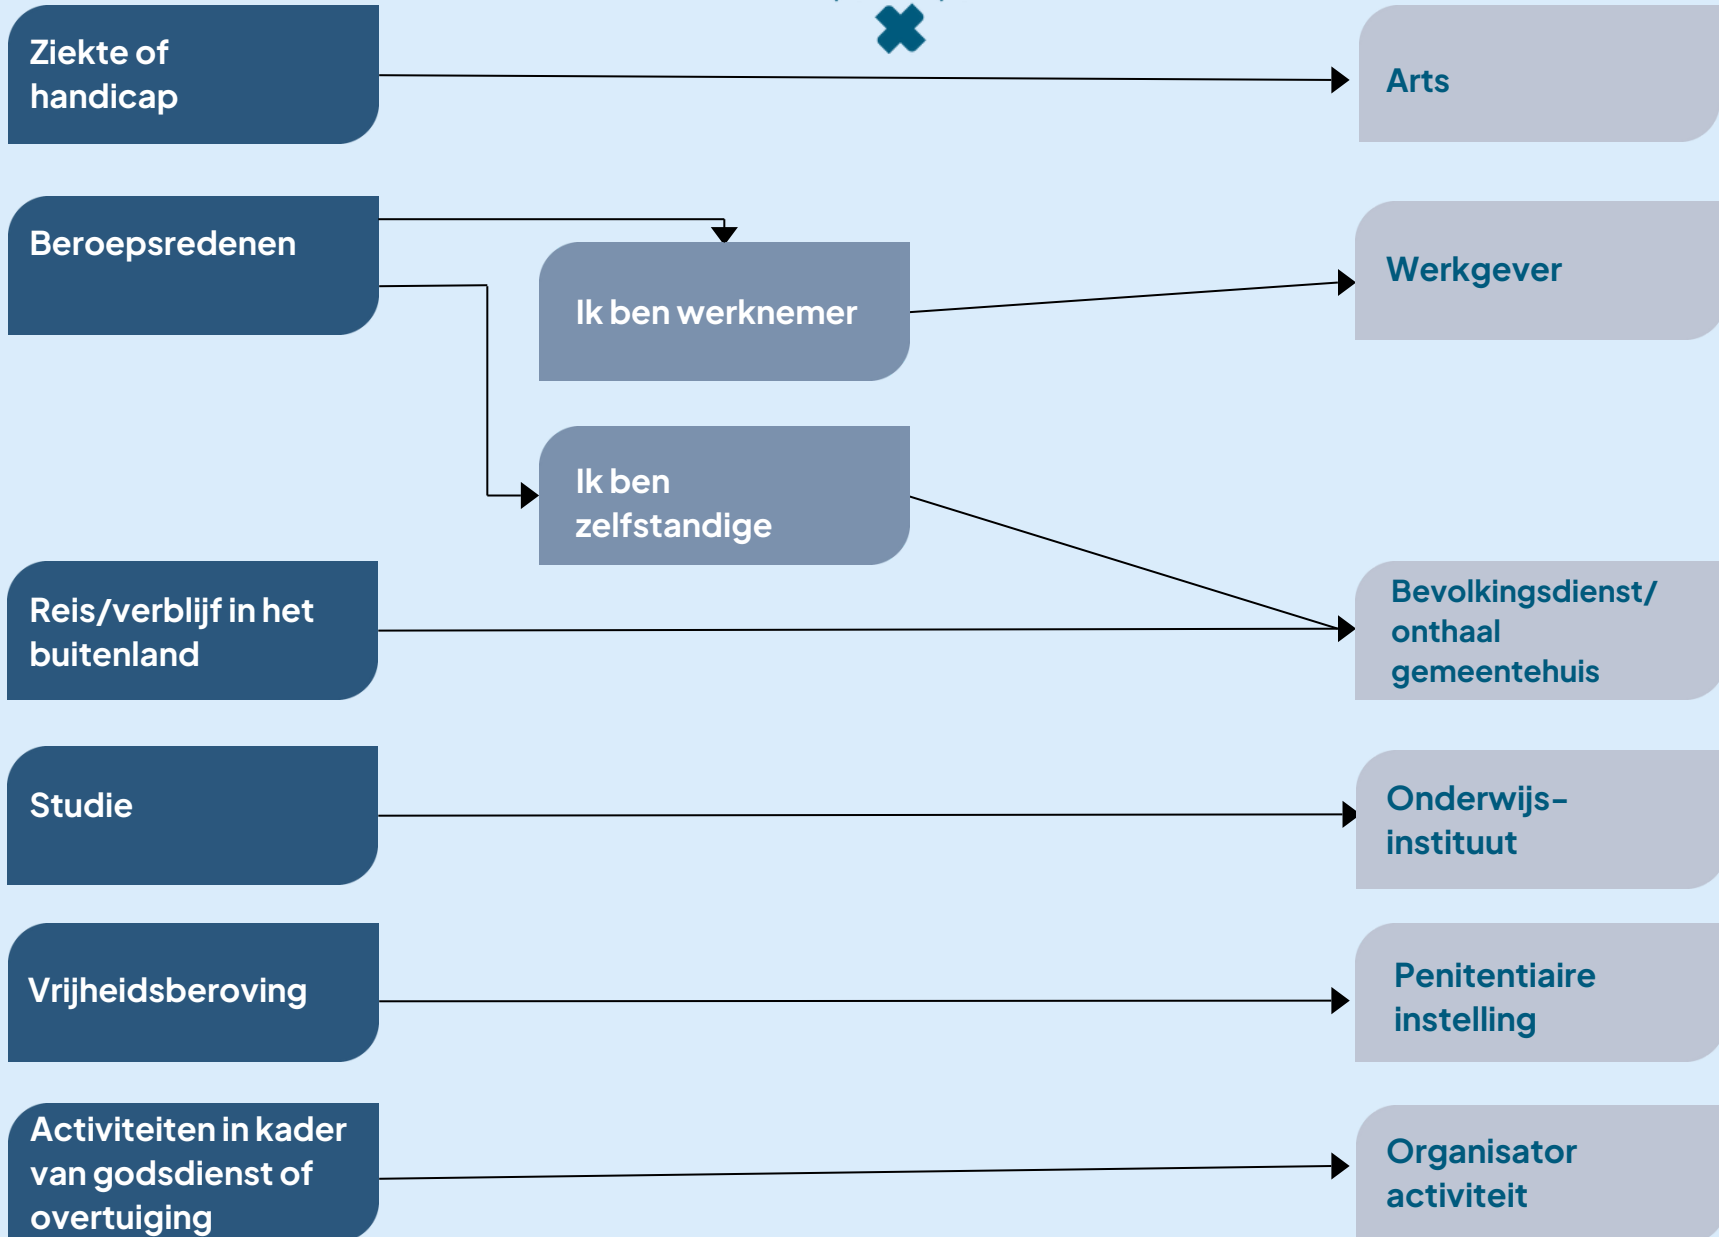 Ziekte of
handicap
Arts
Beroepsredenen
Ik ben werknemer
Werkgever
Ik ben
zelfstandige
Reis/verblijf in het
buitenland
Bevolkingsdienst/
onthaal
gemeentehuis
Studie
Onderwijs-
instituut
Vrijheidsberoving
Penitentiaire
instelling
Activiteiten in kader
van godsdienst of
overtuiging
Organisator
activiteit